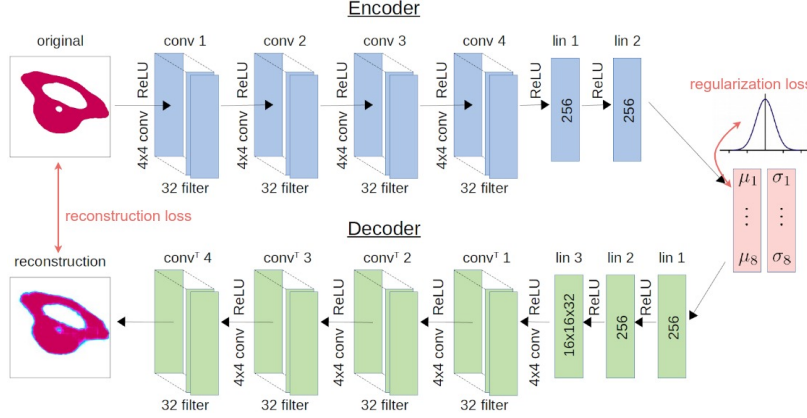 Encoder
original
conv 1
conv 2
conv 3
conv 4
lin 1
lin 2
4x4 conv
ReLU
4x4 conv
ReLU
4x4 conv
ReLU
4x4 conv
ReLU
ReLU
256
ReLU
256
32 filter
32 filter
32 filter
32 filter
regularization loss
μ1
σ1
⋮
⋮
μ8
σ8
reconstruction loss
Decoder
reconstruction
convᵀ 4
convᵀ 3
convᵀ 2
convᵀ 1
lin 3
lin 2
lin 1
4x4 conv
ReLU
4x4 conv
ReLU
4x4 conv
ReLU
4x4 conv
ReLU
16x16x32
ReLU
256
ReLU
256
32 filter
32 filter
32 filter
32 filter